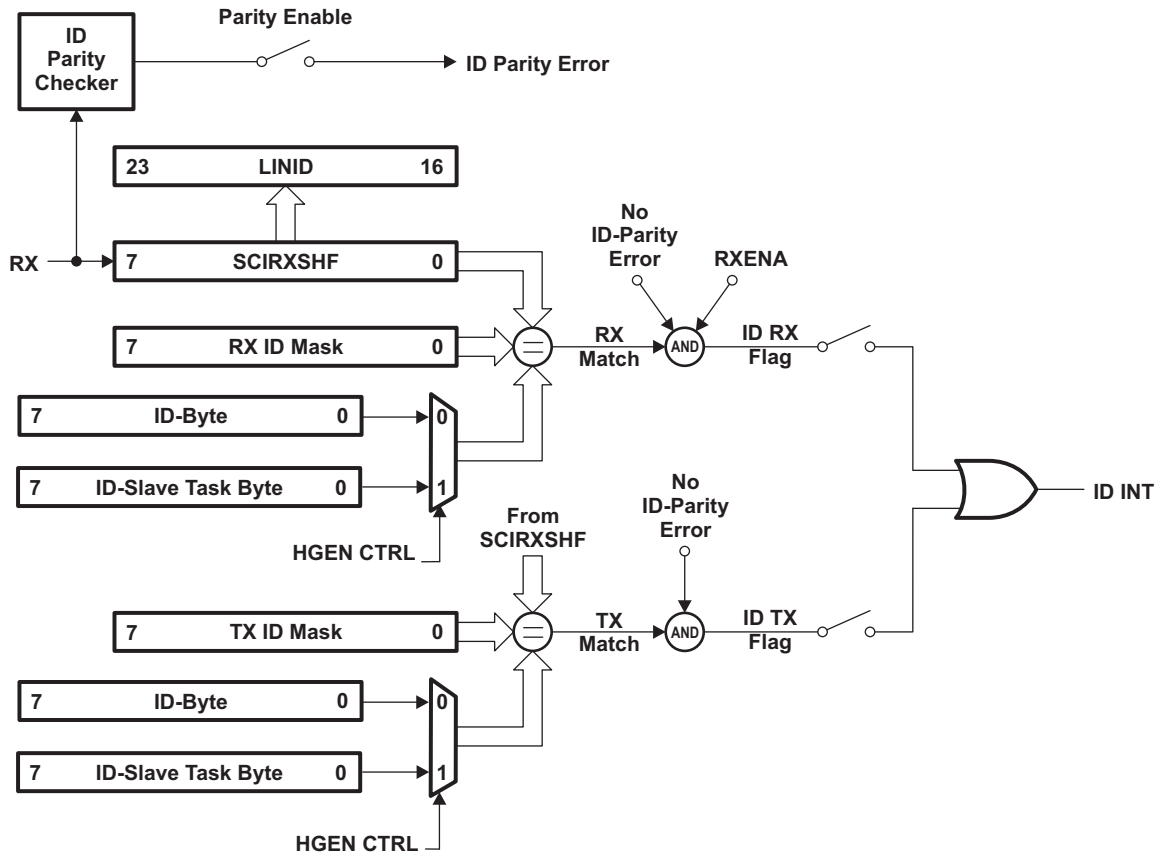 Parity Enable
ID
Parity
Checker
ID Parity Error
23 LINID 16
No
ID-Parity
Error
RXENA
RX
7 SCIRXSHF 0
7 RX ID Mask 0
=
RX
Match
AND
ID RX
Flag
7 ID-Byte 0
0
7 ID-Slave Task Byte 0
1
HGEN CTRL
From
SCIRXSHF
No
ID-Parity
Error
ID INT
7 TX ID Mask 0
=
TX
Match
AND
ID TX
Flag
7 ID-Byte 0
0
7 ID-Slave Task Byte 0
1
HGEN CTRL